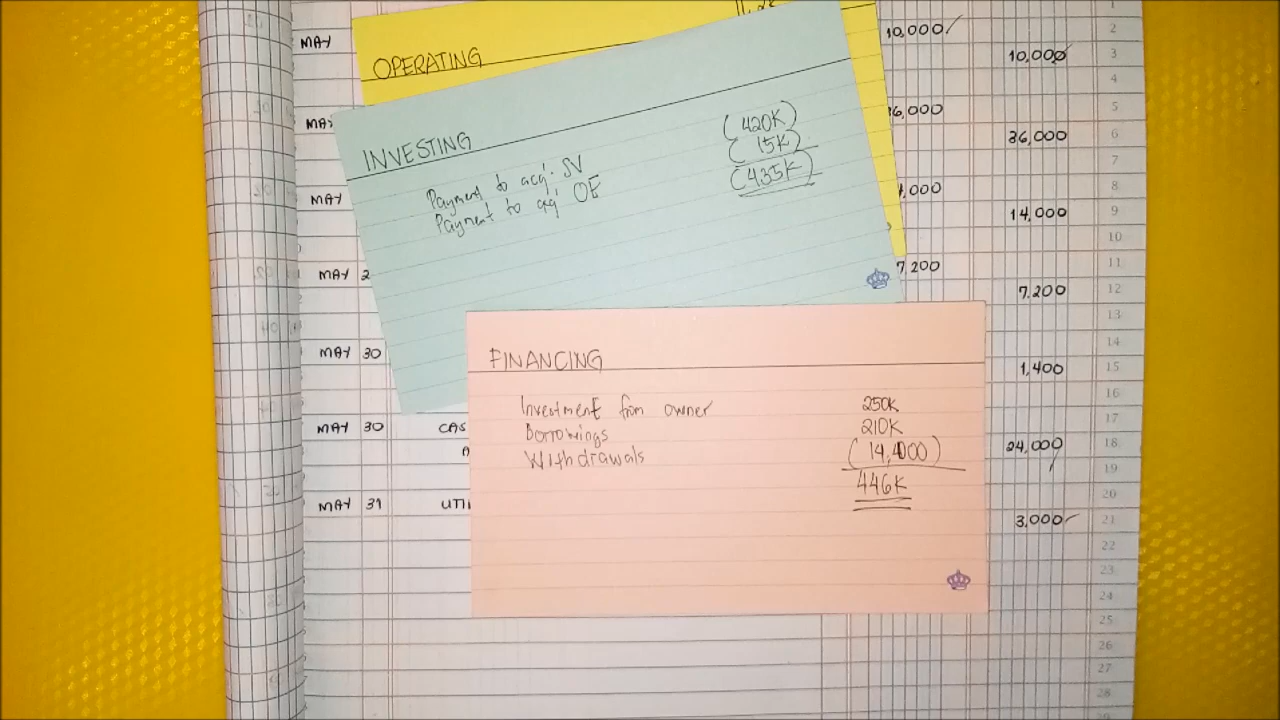 MAY
10,000
2
10,000
3
OPERATING
4
MAY
36,000
5
36,000
6
INVESTING
(420K)
(15K)
(435K)
7
Payment to acq. SV
Payment to aq OE
MAY
8
14,000
9
10
MAY 2
7,200
11
7,200
12
13
14
FINANCING
MAY 30
1,400
15
Investment from owner 250K
16
Borrowings 210K
17
MAY 30 CAS
Withdrawals (14,000)
24,000
18
446K
19
20
MAY 31 UTI
3,000
21
22
23
24
25
26
27
28